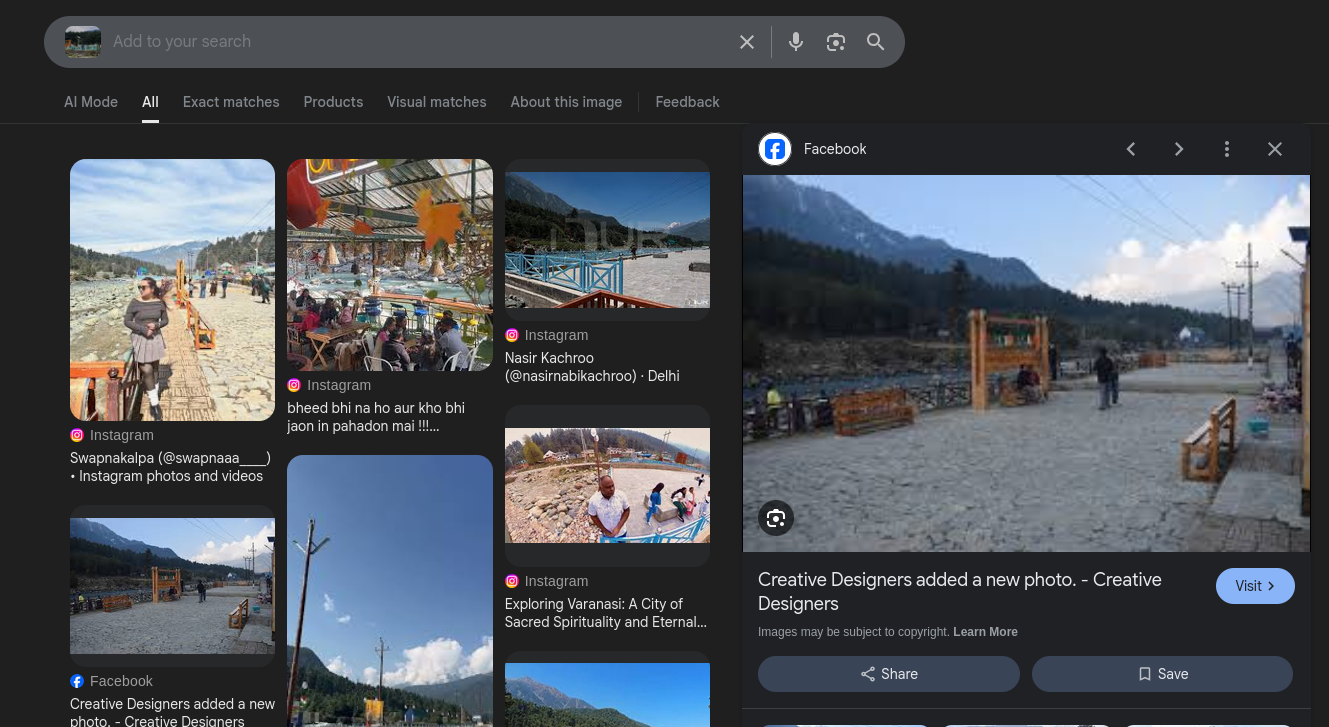 Add to your search
AI Mode
All
Exact matches
Products
Visual matches
About this image
Feedback
Instagram
Swapnakalpa (@swapnaaa___)
• Instagram photos and videos
Facebook
Creative Designers added a new
photo. - Creative Designers
Instagram
bheed bhi na ho aur kho bhi
jaon in pahadon mai !!!...
Instagram
Nasir Kachroo
(@nasirnabikachroo) · Delhi
Instagram
Exploring Varanasi: A City of
Sacred Spirituality and Eternal...
Facebook
Creative Designers added a new photo. - Creative
Designers
Visit
Images may be subject to copyright. Learn More
Share
Save